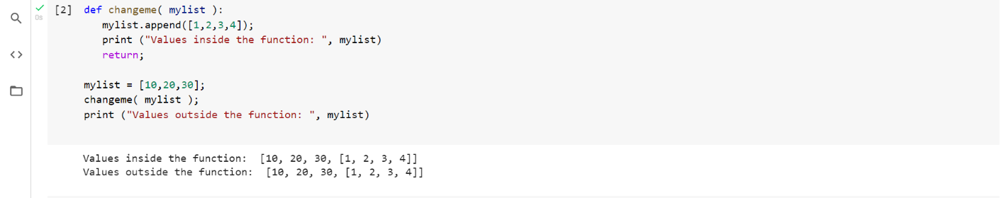 [2] def changeme( mylist ):
0s
mylist.append([1,2,3,4]);
print ("Values inside the function: ", mylist)
return;
mylist = [10,20,30];
changeme( mylist );
print ("Values outside the function: ", mylist)
Values inside the function:  [10, 20, 30, [1, 2, 3, 4]]
Values outside the function:  [10, 20, 30, [1, 2, 3, 4]]